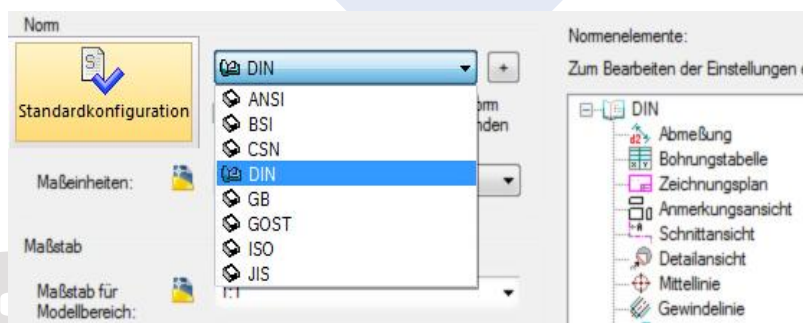 Norm
Standardkonfiguration
DIN
+
ANSI
BSI
CSN
DIN
GB
GOST
ISO
JIS
Maßeinheiten:
Maßstab
Maßstab für
Modellbereich:
1:1
Normenelemente:
Zum Bearbeiten der Einstellungen
DIN
Abmeßung
Bohrungstabelle
Zeichnungsplan
Anmerkungsansicht
Schnittansicht
Detailansicht
Mittellinie
Gewindelinie